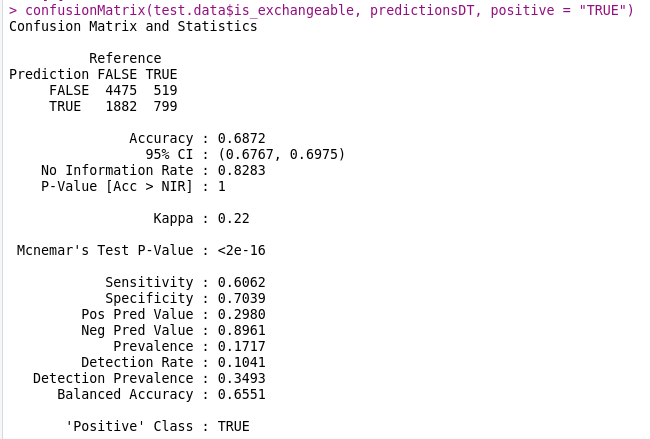 > confusionMatrix(test.data$is_exchangeable, predictionsDT, positive = "TRUE")
Confusion Matrix and Statistics
Reference
Prediction FALSE TRUE
FALSE 4475 519
TRUE 1882 799
Accuracy : 0.6872
95% CI : (0.6767, 0.6975)
No Information Rate : 0.8283
P-Value [Acc > NIR] : 1
Kappa : 0.22
Mcnemar's Test P-Value : <2e-16
Sensitivity : 0.6062
Specificity : 0.7039
Pos Pred Value : 0.2980
Neg Pred Value : 0.8961
Prevalence : 0.1717
Detection Rate : 0.1041
Detection Prevalence : 0.3493
Balanced Accuracy : 0.6551
'Positive' Class : TRUE